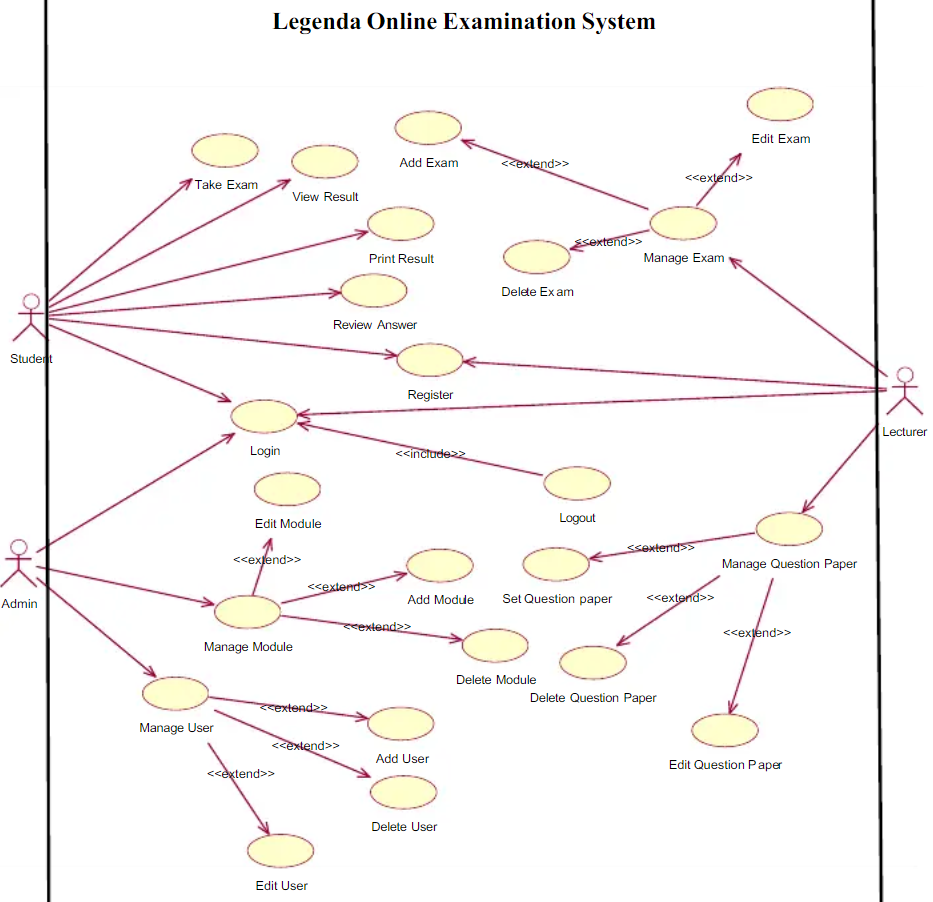 Legenda Online Examination System
Edit Exam
Add Exam
<<extend>>
<<extend>>
Take Exam
View Result
<<extend>>
Print Result
Manage Exam
Delete Exam
Review Answer
Student
Register
Lecturer
Login
<<include>>
Logout
Edit Module
<<extend>>
<<extend>>
Manage Question Paper
<<extend>>
Add Module
Set Question paper
<<extend>>
Admin
<<extend>>
<<extend>>
Manage Module
Delete Module
Delete Question Paper
<<extend>>
Manage User
<<extend>>
Add User
Edit Question Paper
<<extend>>
Delete User
Edit User